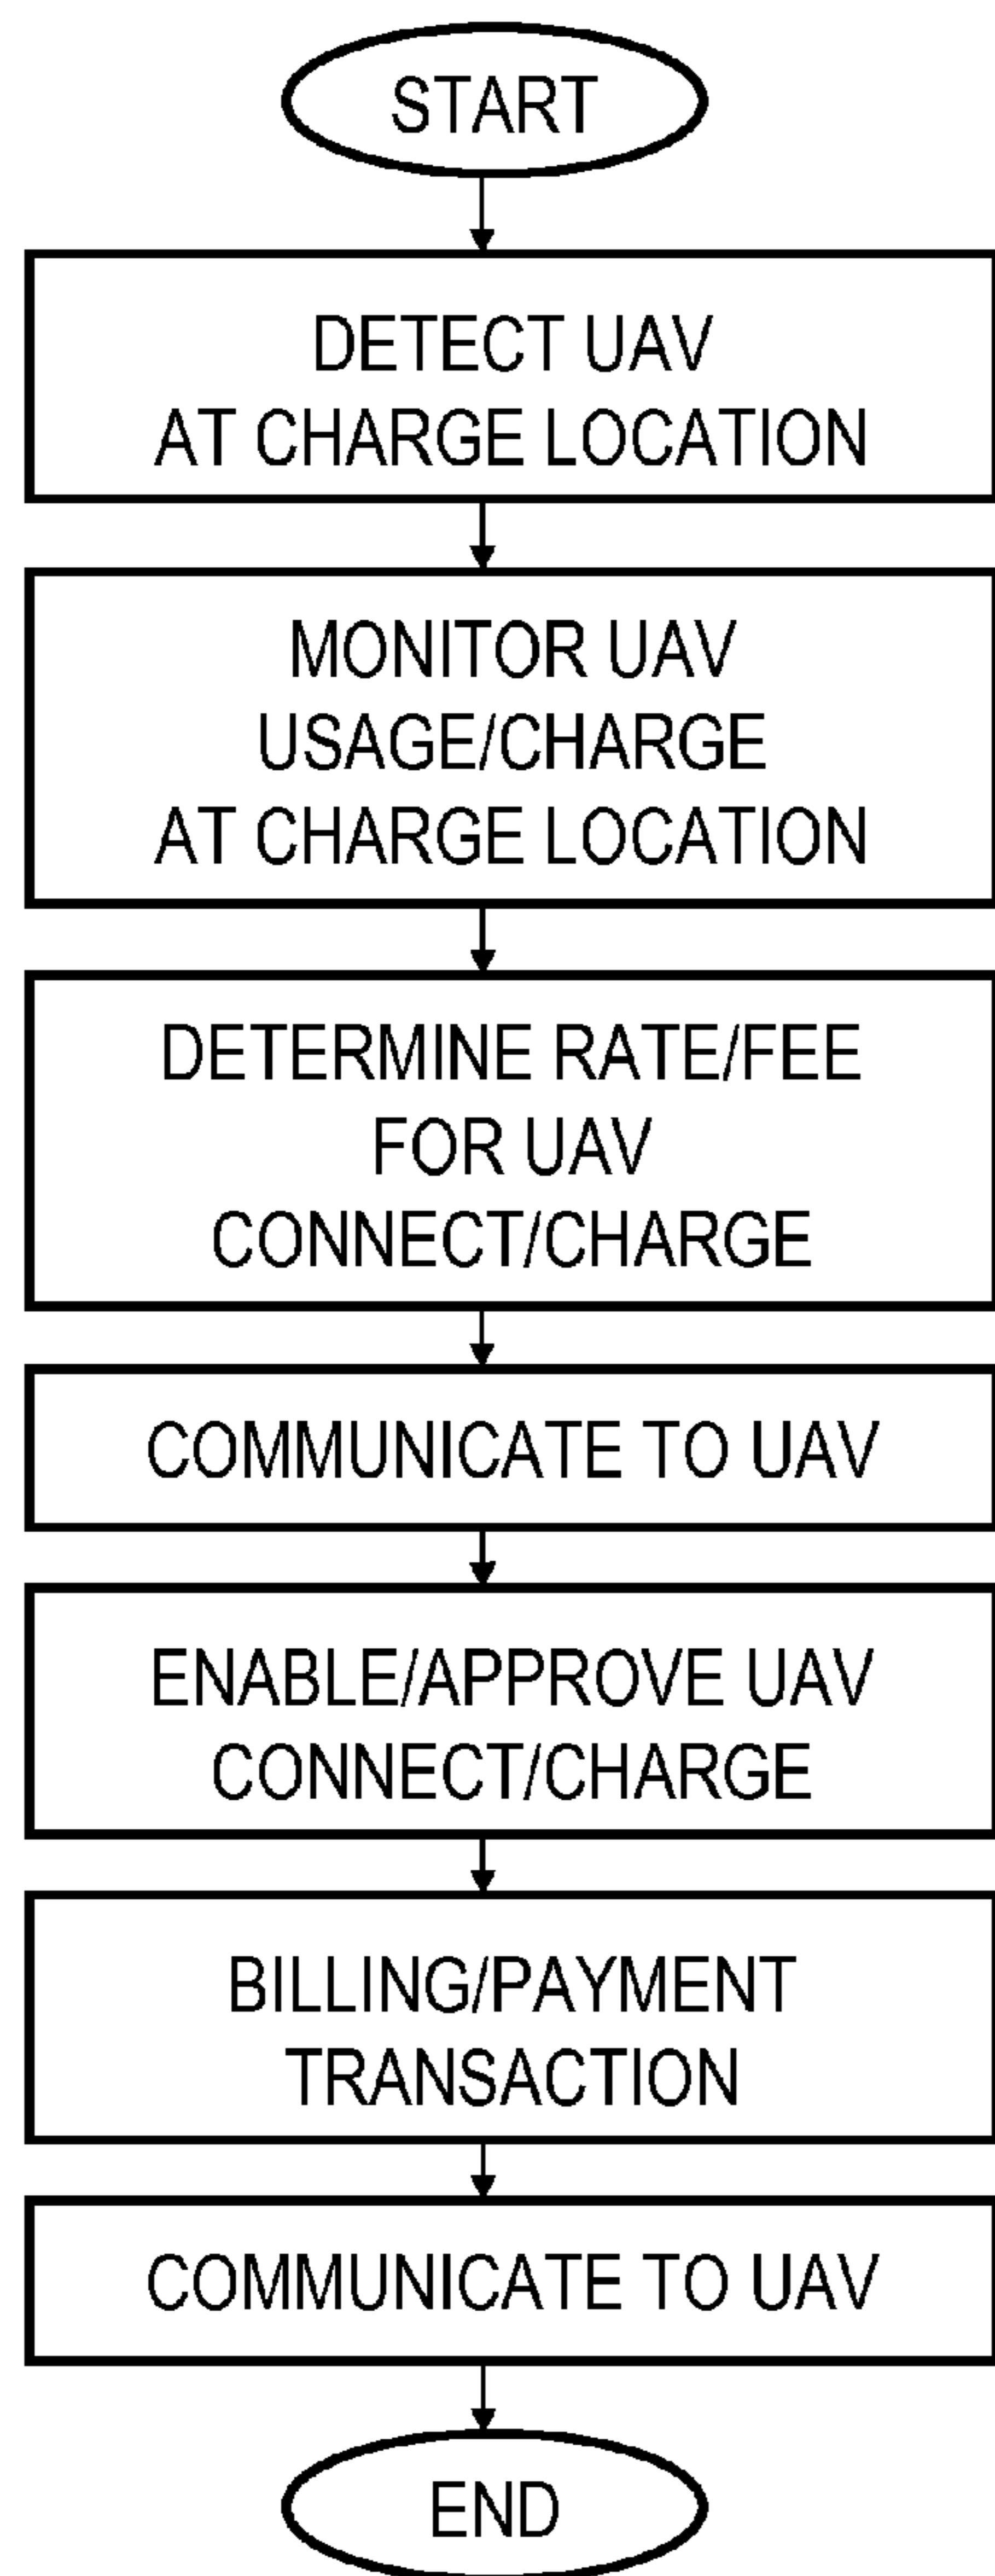 START
DETECT UAV
AT CHARGE LOCATION
MONITOR UAV
USAGE/CHARGE
AT CHARGE LOCATION
DETERMINE RATE/FEE
FOR UAV
CONNECT/CHARGE
COMMUNICATE TO UAV
ENABLE/APPROVE UAV
CONNECT/CHARGE
BILLING/PAYMENT
TRANSACTION
COMMUNICATE TO UAV
END